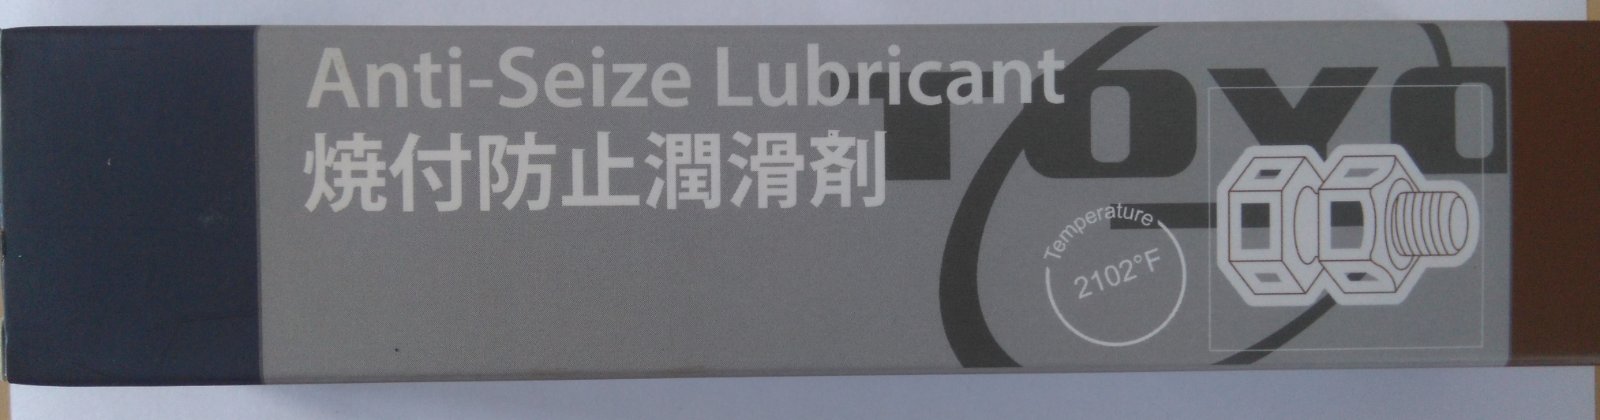 Anti-Seize Lubricant
焼付防止潤滑剤
TOYO
Temperature
2102°F